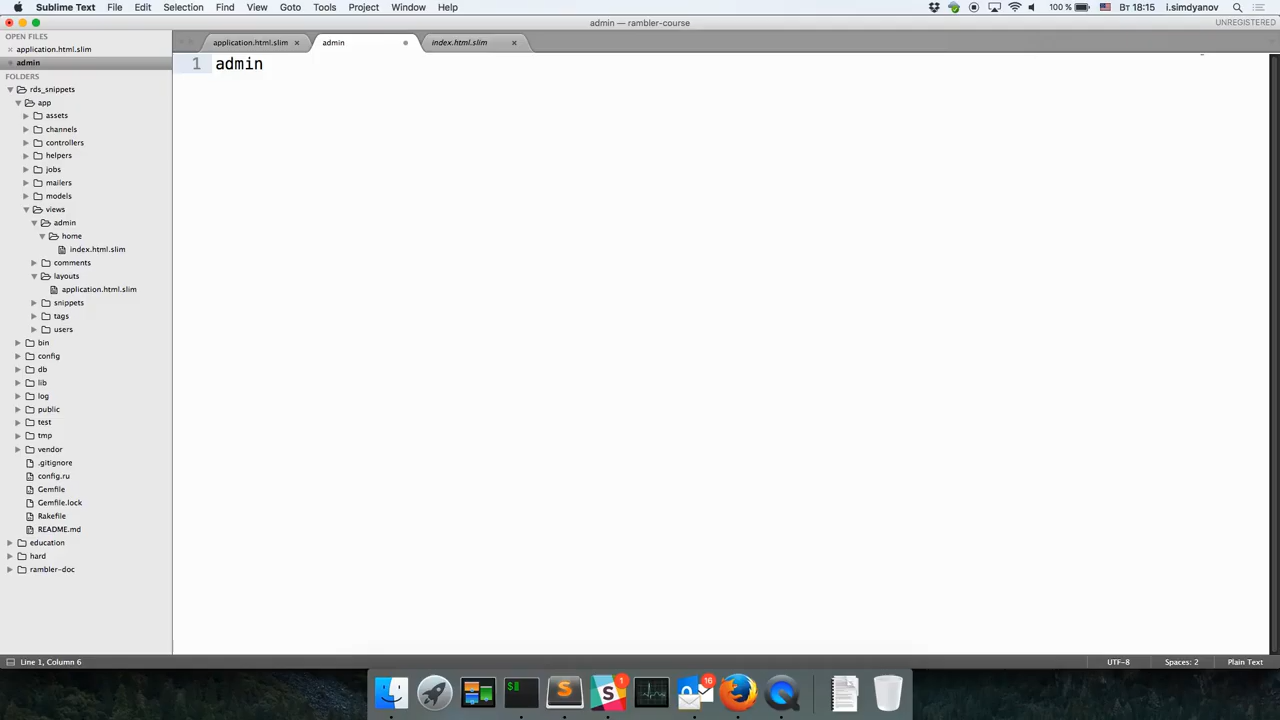 Sublime Text File Edit Selection Find View Goto Tools Project Window Help 100 % Вт 18:15 i.simdyanov
admin — rambler-course UNREGISTERED
OPEN FILES
application.html.slim
admin
application.html.slim admin index.html.slim
1 admin
FOLDERS
rds_snippets
app
assets
channels
controllers
helpers
jobs
mailers
models
views
admin
home
index.html.slim
comments
layouts
application.html.slim
snippets
tags
users
bin
config
db
lib
log
public
test
tmp
vendor
.gitignore
config.ru
Gemfile
Gemfile.lock
Rakefile
README.md
education
hard
rambler-doc
Line 1, Column 6 UTF-8 Spaces: 2 Plain Text
1 16